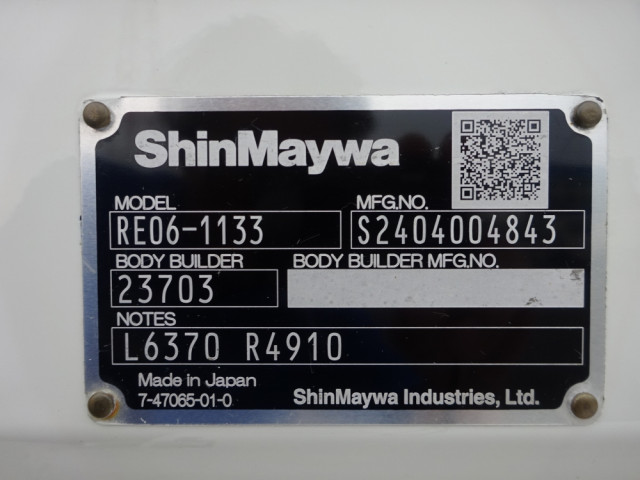 ShinMaywa
MODEL MFG.NO.
RE06-1133 S2404004843
BODY BUILDER BODY BUILDER MFG.NO.
23703
NOTES
L6370 R4910
Made in Japan
7-47065-01-0 ShinMaywa Industries, Ltd.